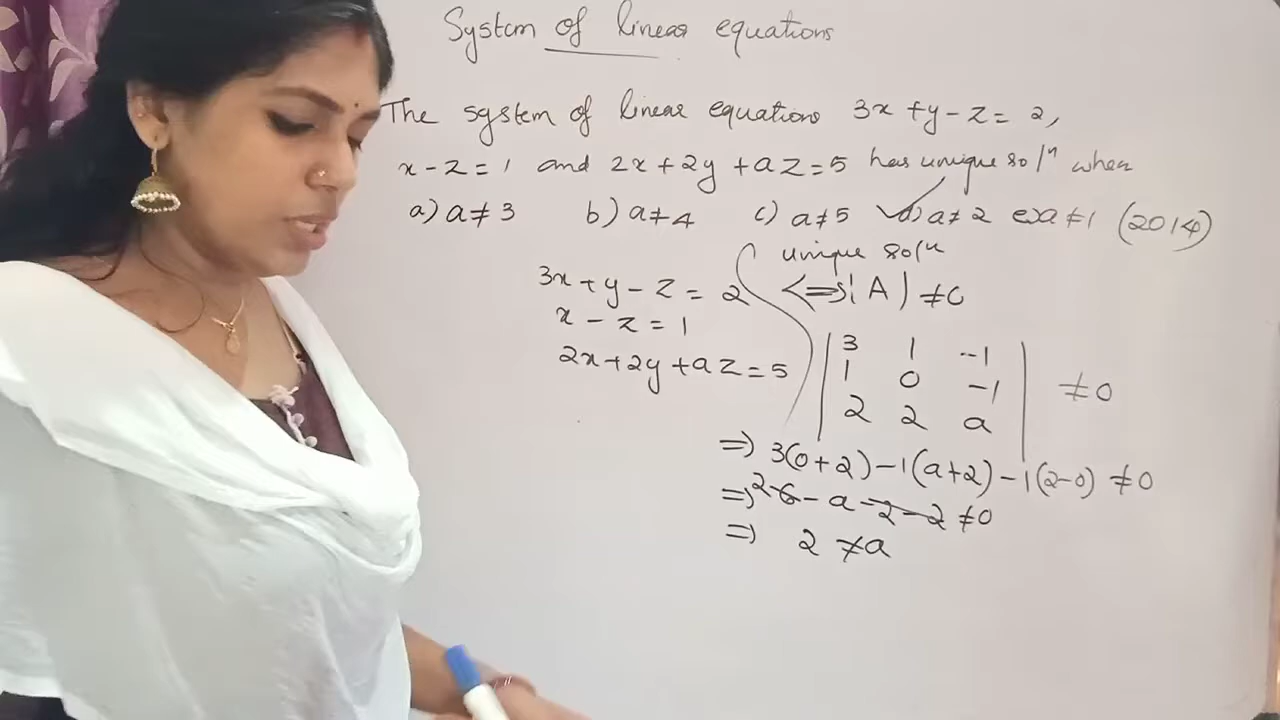 System of linear equations
The system of linear equations 3x + y - z = 2,
x - z = 1 and 2x + 2y + az = 5 has unique sol^n when
a) a ≠ 3 b) a ≠ 4 c) a ≠ 5 d) a ≠ 2 e) a ≠ 1 (2014)
unique sol^n
3x + y - z = 2
<=> |A| ≠ 0
x - z = 1
2x + 2y + az = 5
3 1 -1
1 0 -1 ≠ 0
2 2 a
=> 3(0+2) - 1(a+2) - 1(2-0) ≠ 0
=> 2 6 - a - 2 - 2 ≠ 0
=> 2 ≠ a